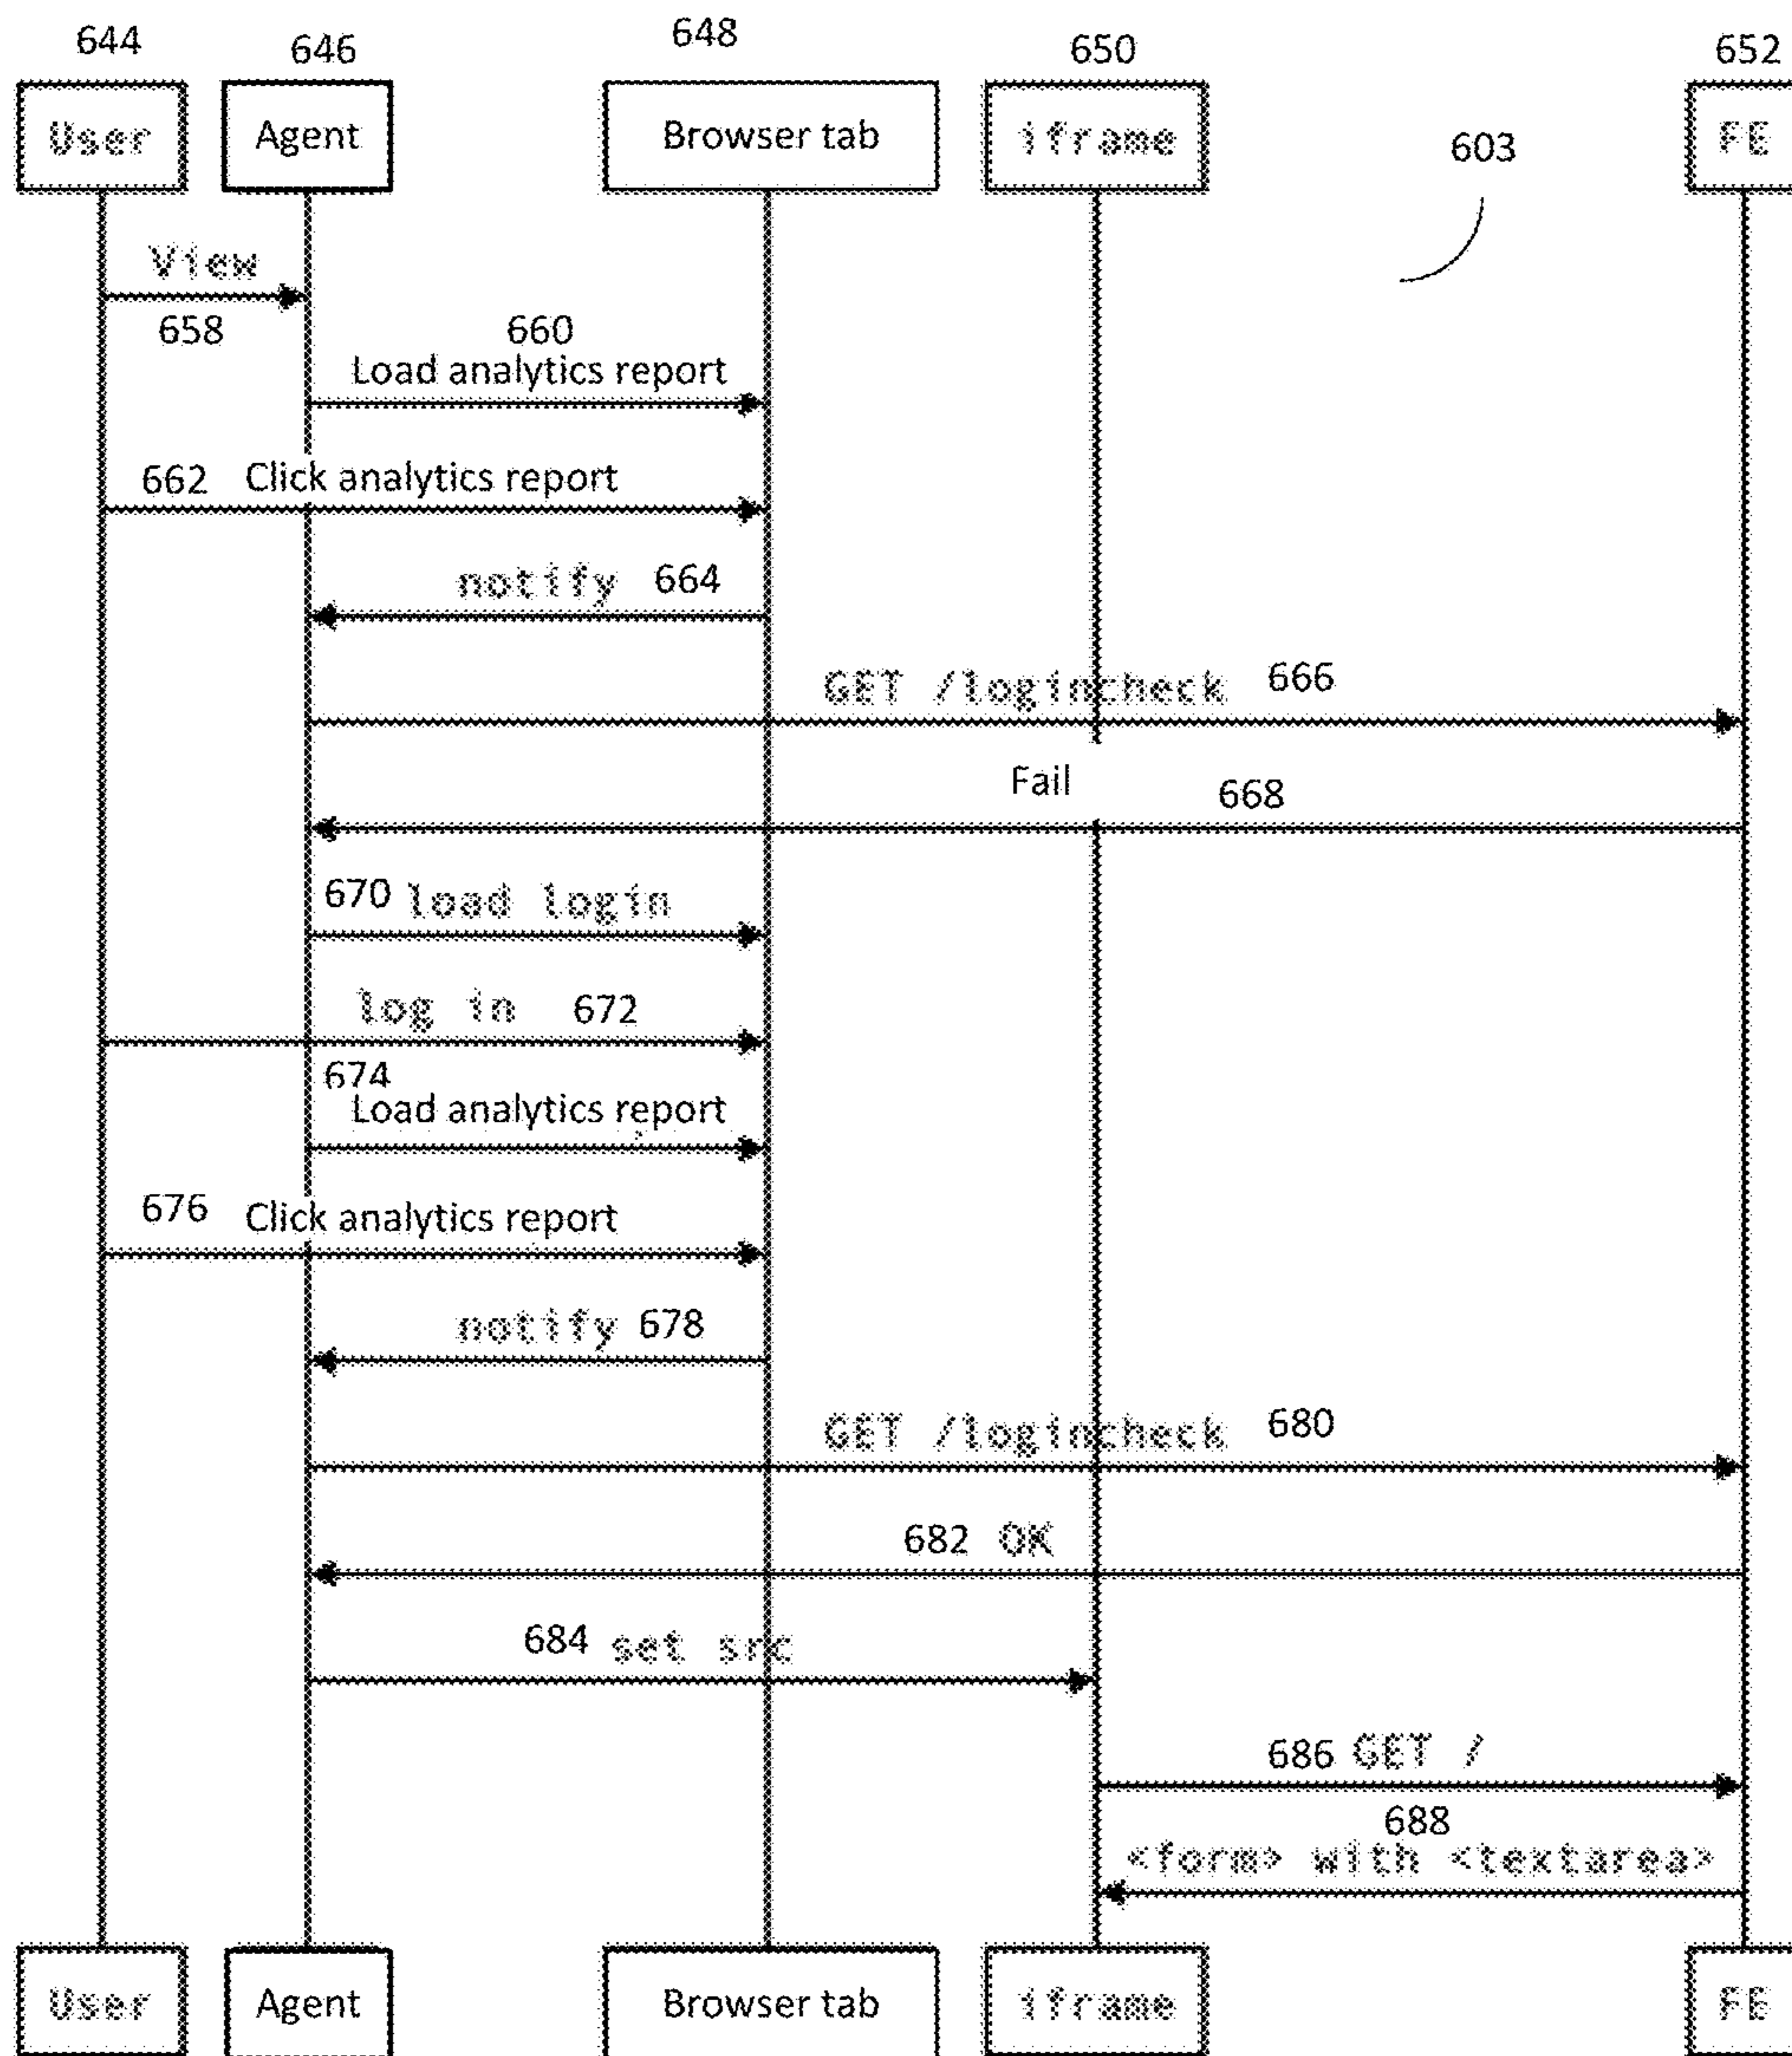 644 646 648 650 652
User Agent Browser tab iframe FE
603
View
658
660
Load analytics report
662 Click analytics report
notify 664
GET /logincheck 666
Fail 668
670 load login
log in 672
674
Load analytics report
676 Click analytics report
notify 678
GET /logincheck 680
682 OK
684 set src
686 GET /
688
<form> with <textarea>
User Agent Browser tab iframe FE